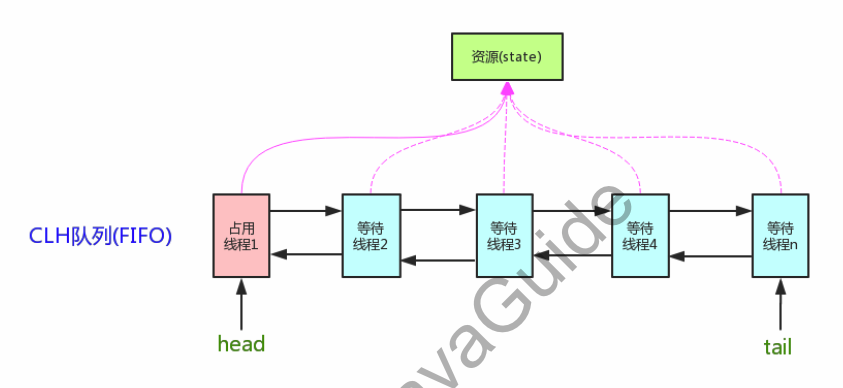 资源(state)
CLH队列(FIFO)
占用
线程1
等待
线程2
等待
线程3
等待
线程4
等待
线程n
head
tail
avaGuide